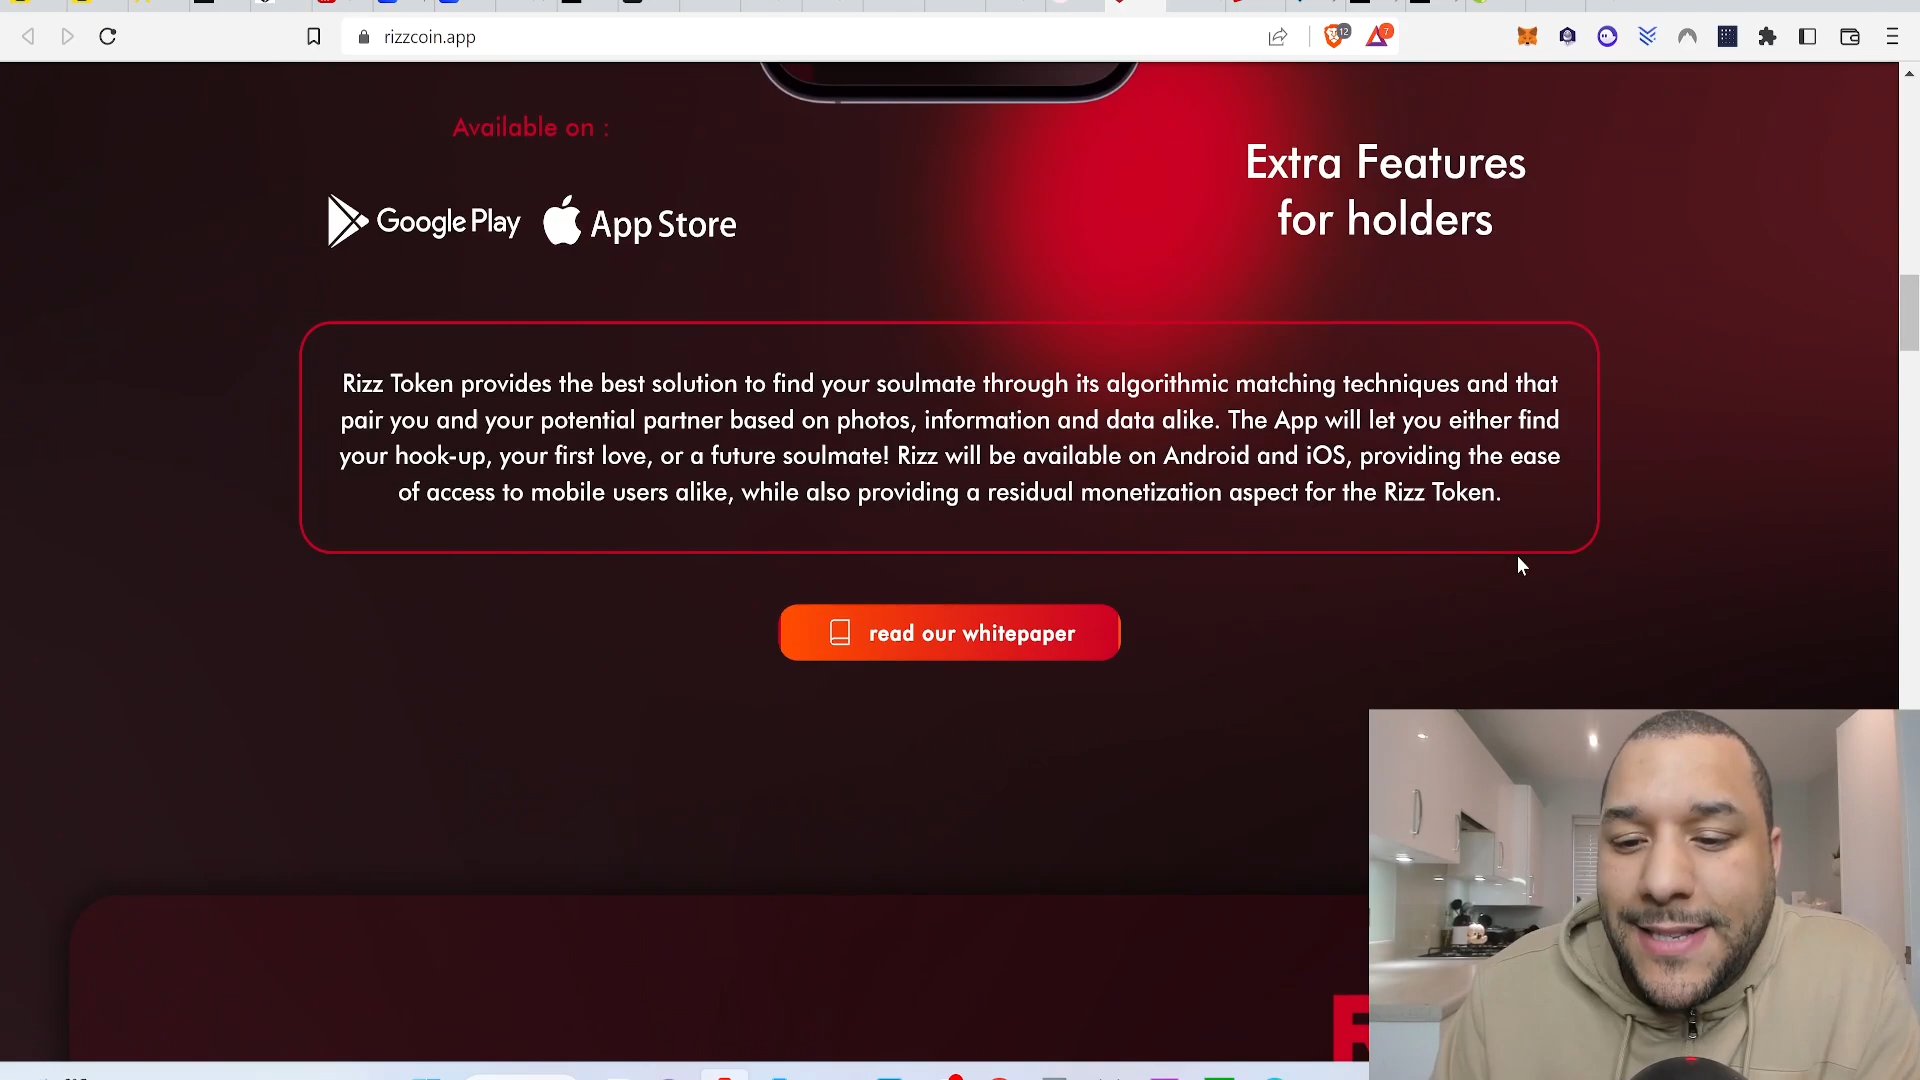 rizzcoin.app
12
7
Available on :
Google Play
App Store
Extra Features
for holders
Rizz Token provides the best solution to find your soulmate through its algorithmic matching techniques and that
pair you and your potential partner based on photos, information and data alike. The App will let you either find
your hook-up, your first love, or a future soulmate! Rizz will be available on Android and iOS, providing the ease
of access to mobile users alike, while also providing a residual monetization aspect for the Rizz Token.
read our whitepaper